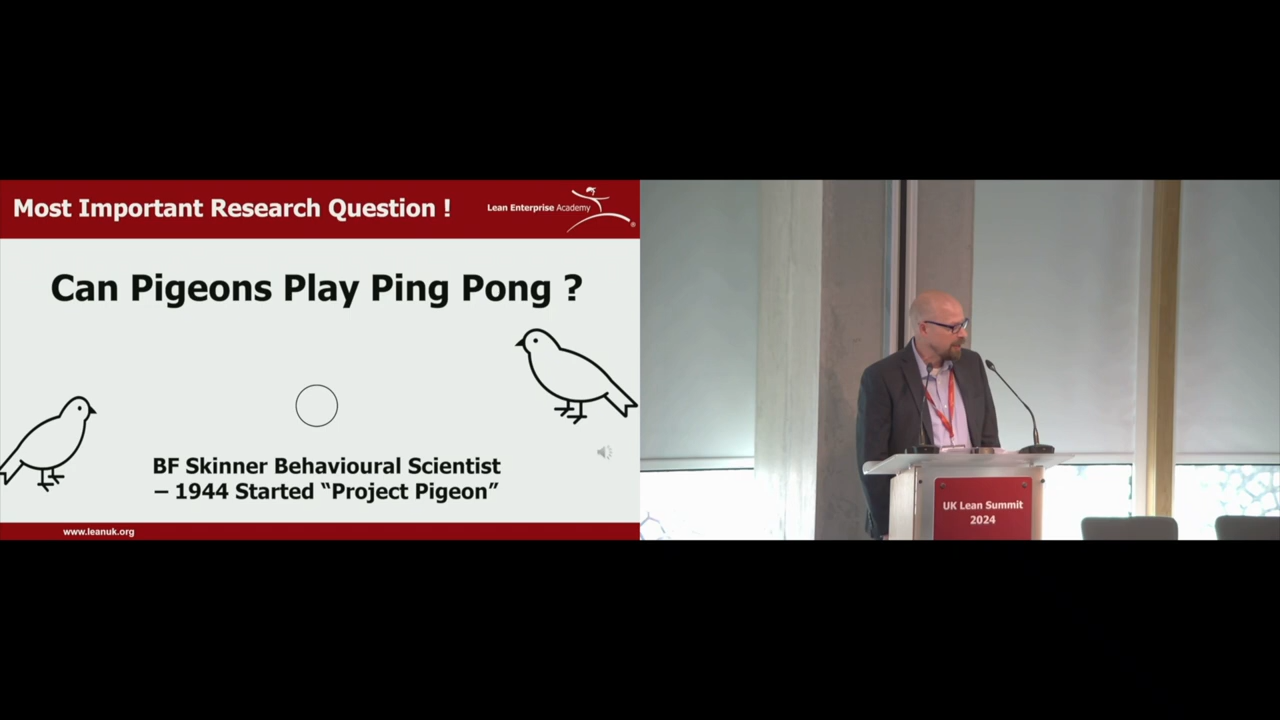 Most Important Research Question !
Lean Enterprise Academy
®
Can Pigeons Play Ping Pong ?
BF Skinner Behavioural Scientist
– 1944 Started “Project Pigeon”
www.leanuk.org
UK Lean Summit
2024